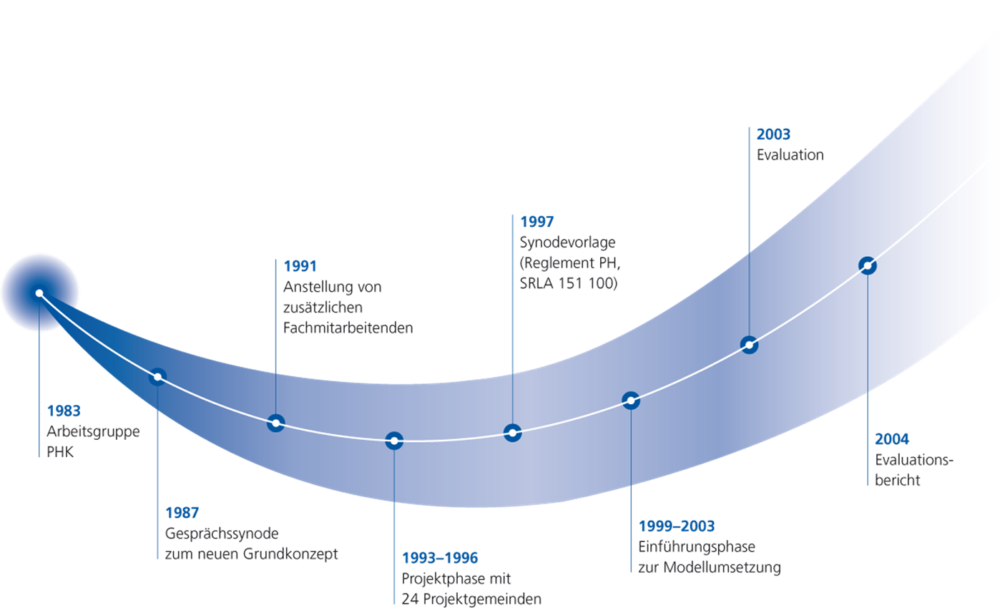 1983
Arbeitsgruppe
PHK
1987
Gesprächssynode
zum neuen Grundkonzept
1991
Anstellung von
zusätzlichen
Fachmitarbeitenden
1993–1996
Projektphase mit
24 Projektgemeinden
1997
Synodevorlage
(Reglement PH,
SRLA 151 100)
1999–2003
Einführungsphase
zur Modellumsetzung
2003
Evaluation
2004
Evaluations-
bericht